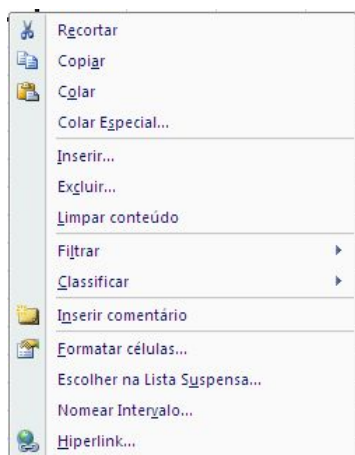 Recortar
Copiar
Colar
Colar Especial...
Inserir...
Excluir...
Limpar conteúdo
Filtrar
Classificar
Inserir comentário
Formatar células...
Escolher na Lista Suspensa...
Nomear Intervalo...
Hiperlink...